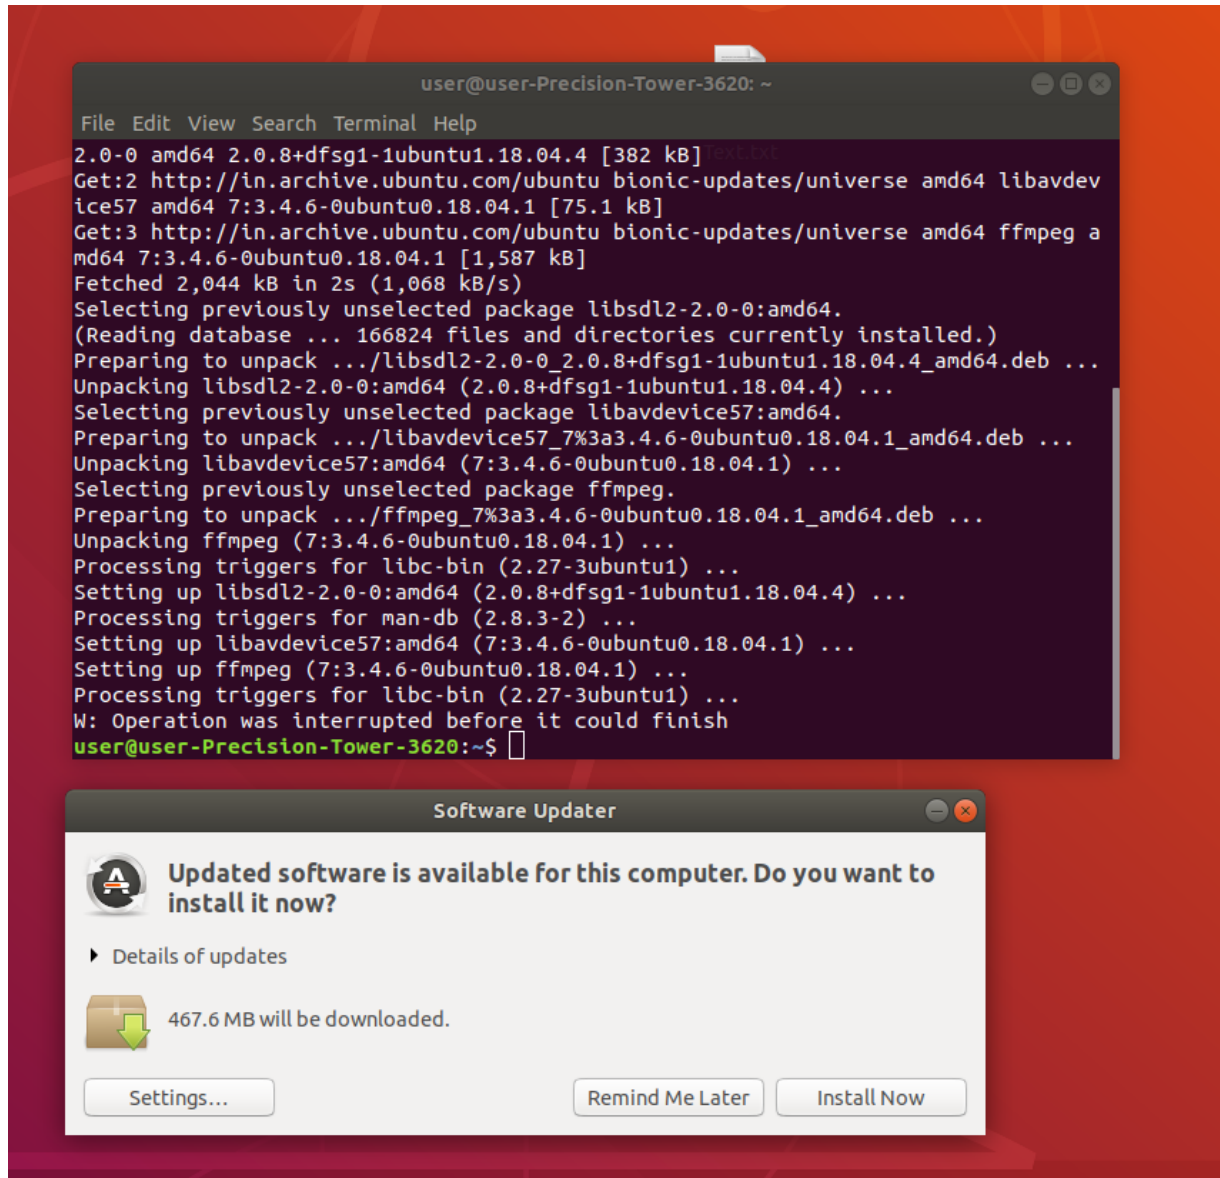 user@user-Precision-Tower-3620: ~
File Edit View Search Terminal Help
2.0-0 amd64 2.0.8+dfsg1-1ubuntu1.18.04.4 [382 kB]
Text.txt
Get:2 http://in.archive.ubuntu.com/ubuntu bionic-updates/universe amd64 libavdev
ice57 amd64 7:3.4.6-0ubuntu0.18.04.1 [75.1 kB]
Get:3 http://in.archive.ubuntu.com/ubuntu bionic-updates/universe amd64 ffmpeg a
md64 7:3.4.6-0ubuntu0.18.04.1 [1,587 kB]
Fetched 2,044 kB in 2s (1,068 kB/s)
Selecting previously unselected package libsdl2-2.0-0:amd64.
(Reading database ... 166824 files and directories currently installed.)
Preparing to unpack .../libsdl2-2.0-0_2.0.8+dfsg1-1ubuntu1.18.04.4_amd64.deb ...
Unpacking libsdl2-2.0-0:amd64 (2.0.8+dfsg1-1ubuntu1.18.04.4) ...
Selecting previously unselected package libavdevice57:amd64.
Preparing to unpack .../libavdevice57_7%3a3.4.6-0ubuntu0.18.04.1_amd64.deb ...
Unpacking libavdevice57:amd64 (7:3.4.6-0ubuntu0.18.04.1) ...
Selecting previously unselected package ffmpeg.
Preparing to unpack .../ffmpeg_7%3a3.4.6-0ubuntu0.18.04.1_amd64.deb ...
Unpacking ffmpeg (7:3.4.6-0ubuntu0.18.04.1) ...
Processing triggers for libc-bin (2.27-3ubuntu1) ...
Setting up libsdl2-2.0-0:amd64 (2.0.8+dfsg1-1ubuntu1.18.04.4) ...
Processing triggers for man-db (2.8.3-2) ...
Setting up libavdevice57:amd64 (7:3.4.6-0ubuntu0.18.04.1) ...
Setting up ffmpeg (7:3.4.6-0ubuntu0.18.04.1) ...
Processing triggers for libc-bin (2.27-3ubuntu1) ...
W: Operation was interrupted before it could finish
user@user-Precision-Tower-3620:~$
Software Updater
Updated software is available for this computer. Do you want to
install it now?
Details of updates
467.6 MB will be downloaded.
Settings...
Remind Me Later
Install Now